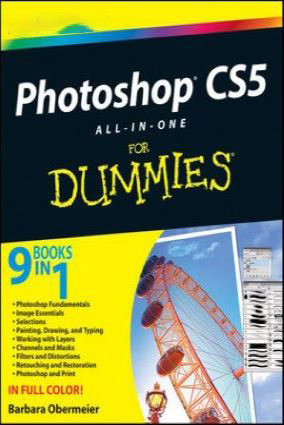 Photoshop® CS5
ALL-IN-ONE
FOR
DUMMIES®
9 BOOKS
IN 1
• Photoshop Fundamentals
• Image Essentials
• Selections
• Painting, Drawing, and Typing
• Working with Layers
• Channels and Masks
• Filters and Distortions
• Retouching and Restoration
• Photoshop and Print
IN FULL COLOR!
Barbara Obermeier